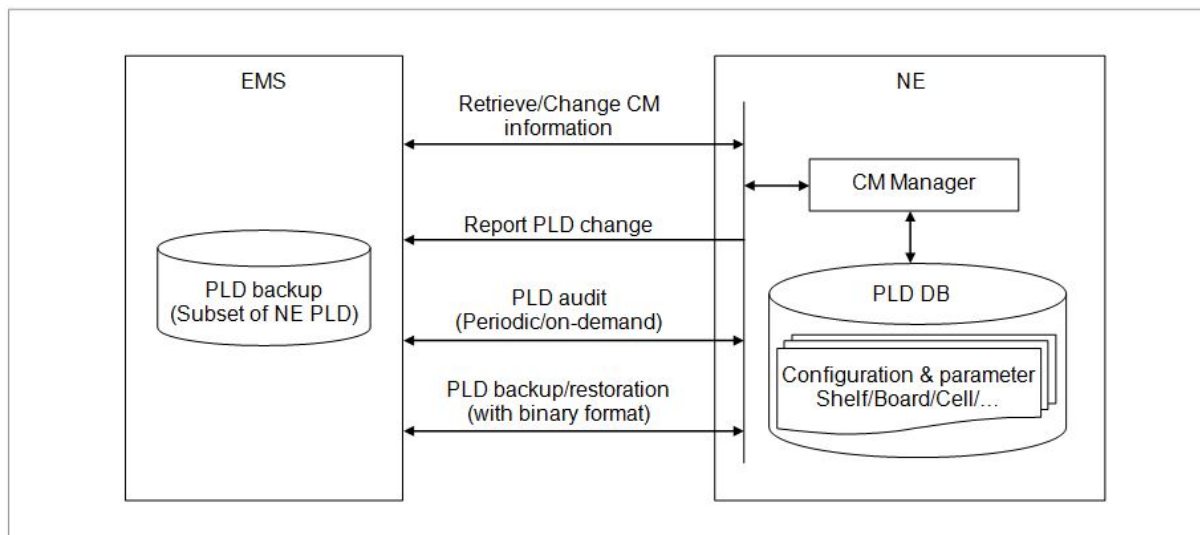 EMS
NE
Retrieve/Change CM
information
CM Manager
Report PLD change
PLD backup
(Subset of NE PLD)
PLD DB
PLD audit
(Periodic/on-demand)
Configuration & parameter
Shelf/Board/Cell/…
PLD backup/restoration
(with binary format)